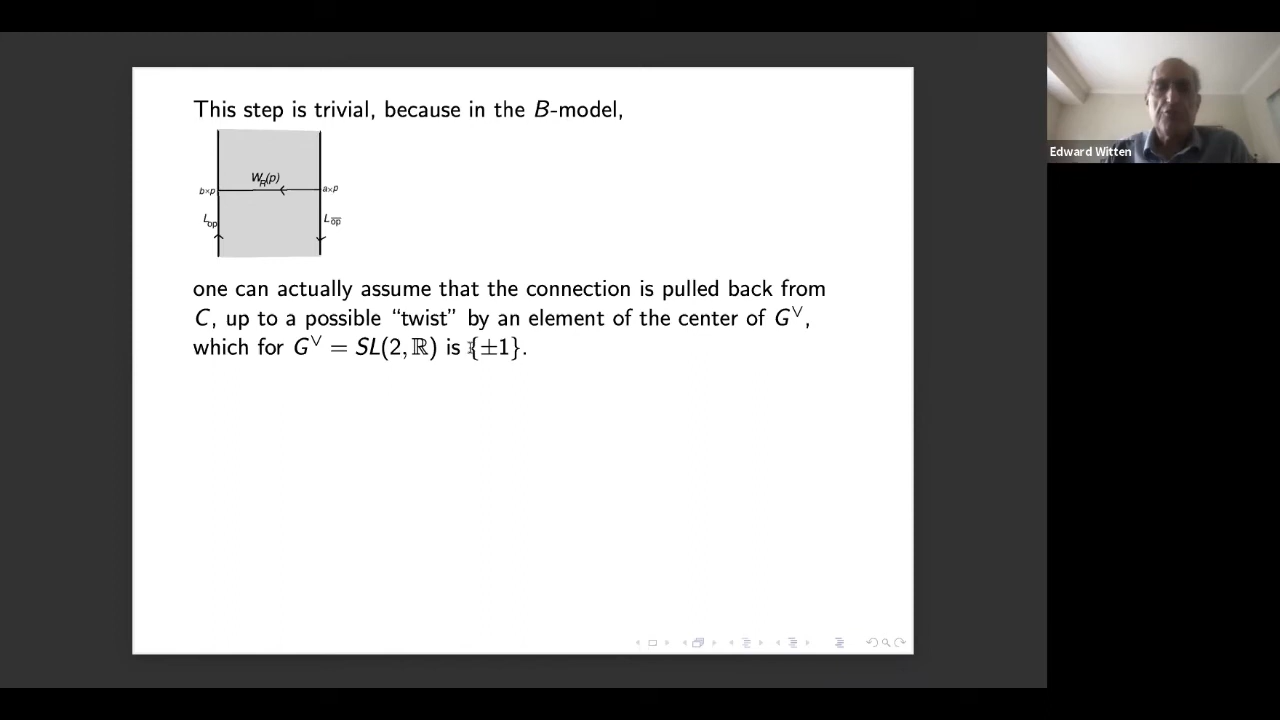 This step is trivial, because in the B-model,
W_R(p)
b×p
a×p
L_op
L_o̅p̅
one can actually assume that the connection is pulled back from
C, up to a possible “twist” by an element of the center of G^∨,
which for G^∨ = SL(2, ℝ) is {±1}.
Edward Witten